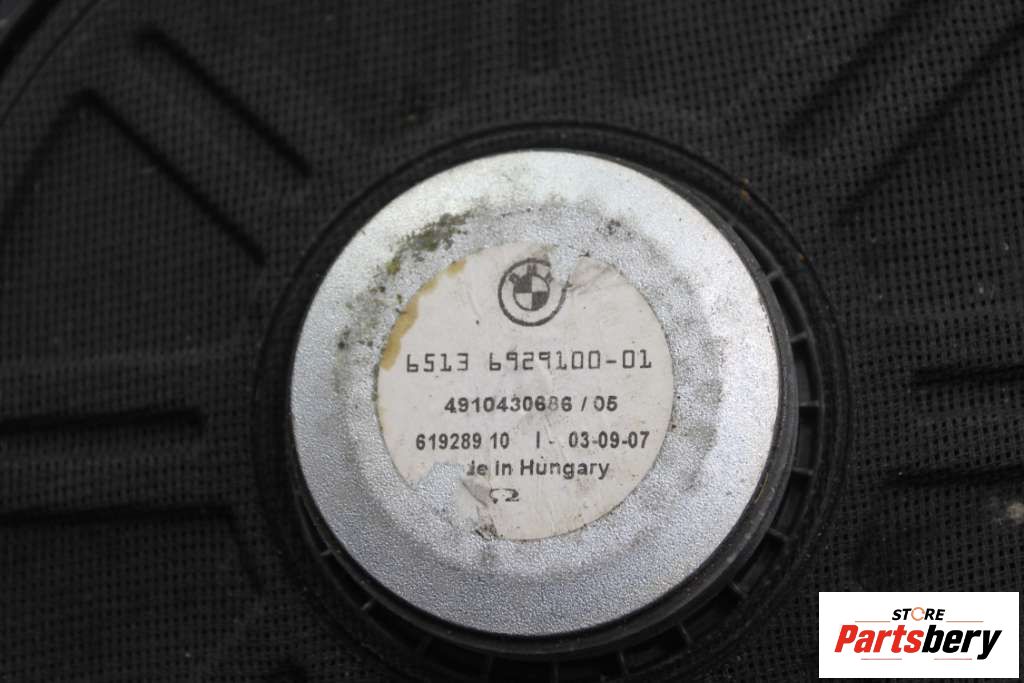 6513 6929100-01
4910430686 / 05
619289 10 I - 03-09-07
de in Hungary
STORE
Partsbery